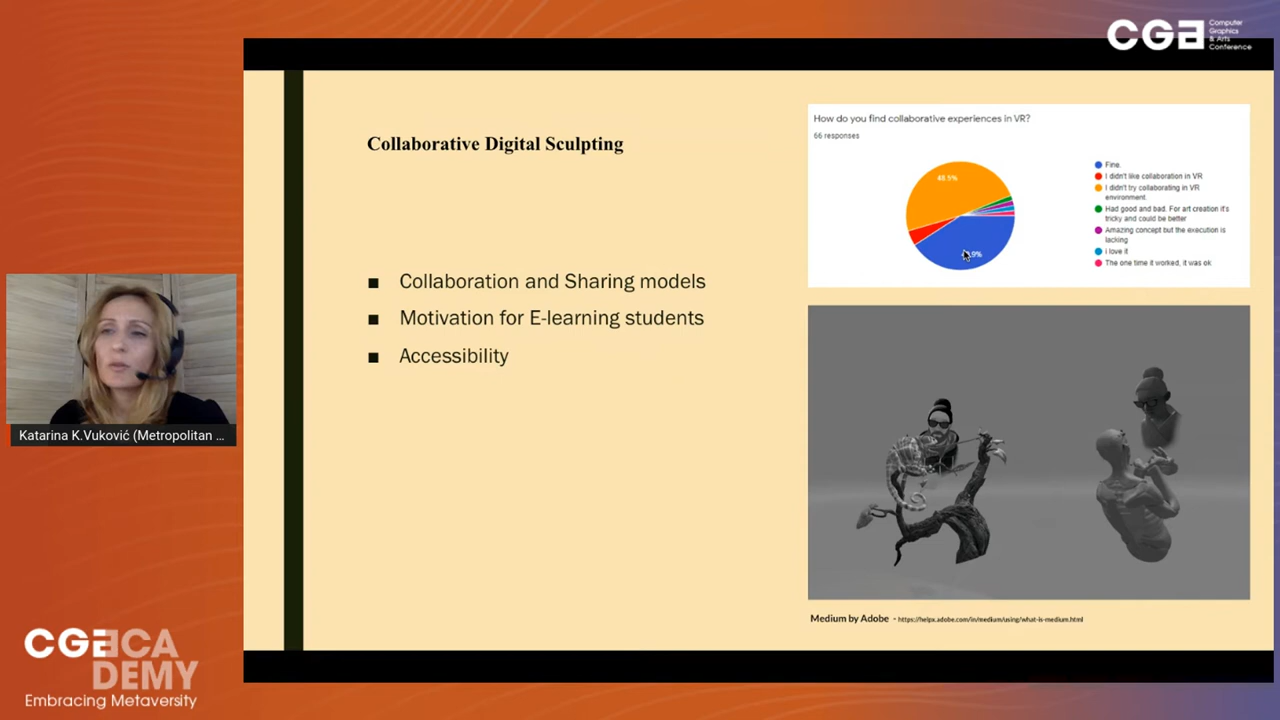 CGA
Computer
Graphics
& Arts
Conference
Collaborative Digital Sculpting
■ Collaboration and Sharing models
■ Motivation for E-learning students
■ Accessibility
How do you find collaborative experiences in VR?
66 responses
48.5%
.9%
Fine.
I didn't like collaboration in VR
I didn't try collaborating in VR
environment.
Had good and bad. For art creation it's
tricky and could be better
Amazing concept but the execution is
lacking
i love it
The one time it worked, it was ok
Medium by Adobe - https://helpx.adobe.com/in/medium/using/what-is-medium.html
Katarina K.Vuković (Metropolitan ...
CGACA
DEMY
Embracing Metaversity